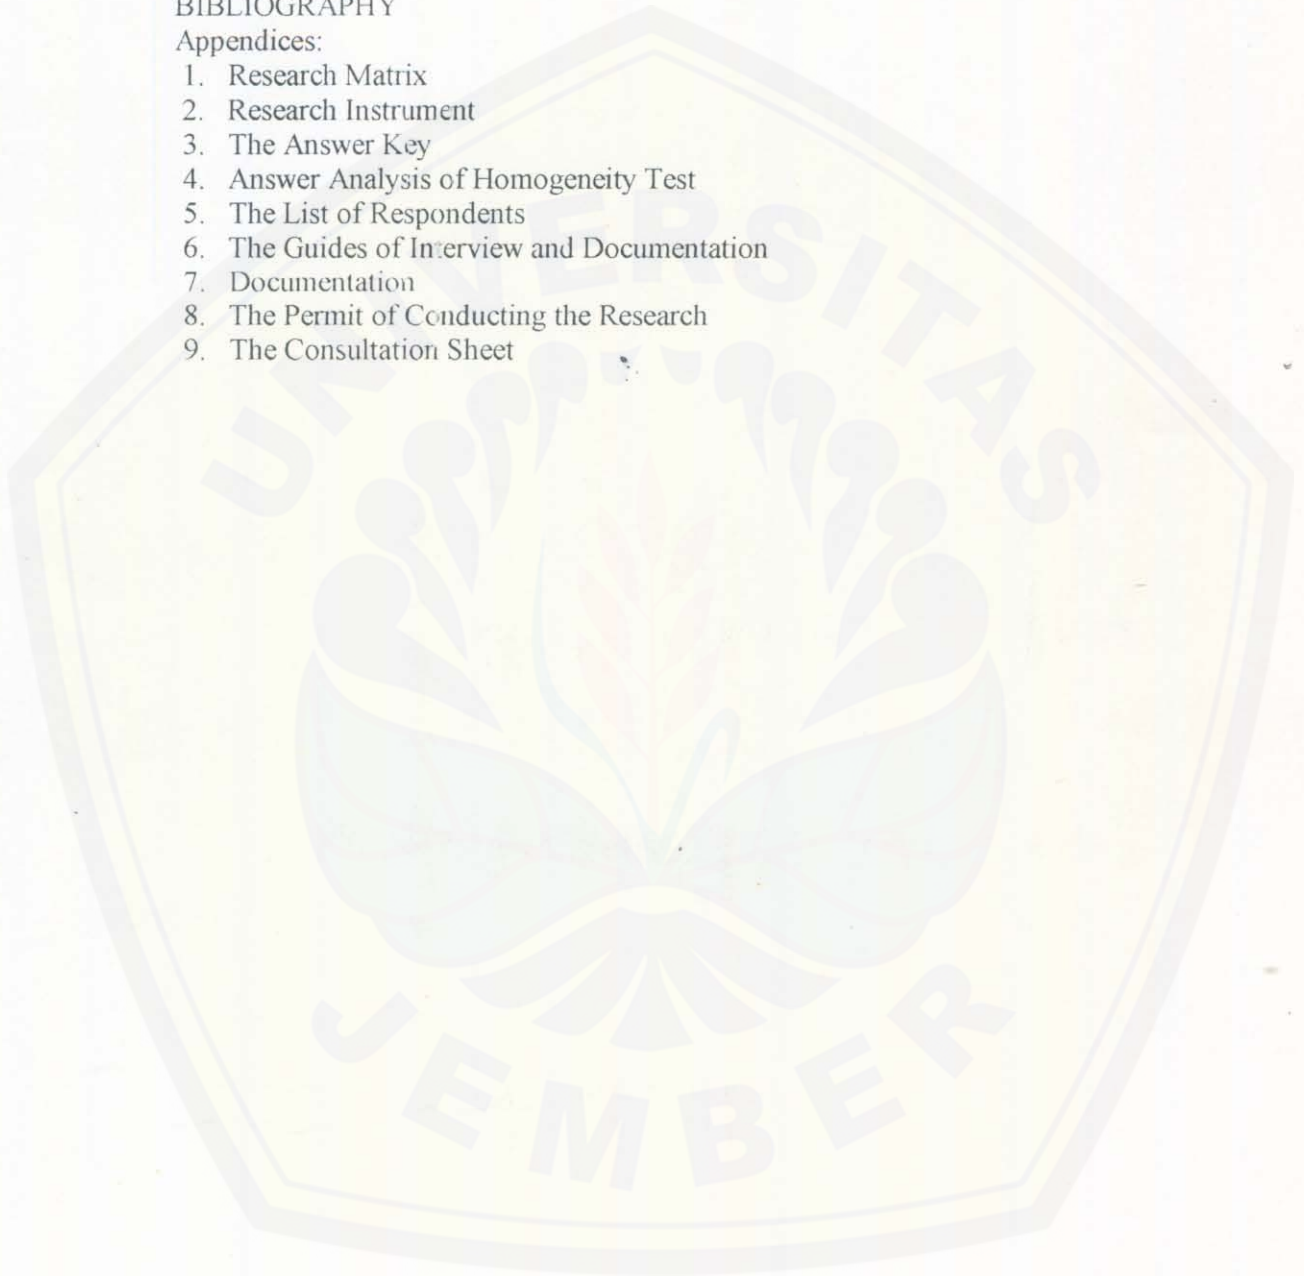 BIBLIOGRAPHY
Appendices:
1. Research Matrix
2. Research Instrument
3. The Answer Key
4. Answer Analysis of Homogeneity Test
5. The List of Respondents
6. The Guides of Interview and Documentation
7. Documentation
8. The Permit of Conducting the Research
9. The Consultation Sheet
UNIVERSITAS
JEMBER